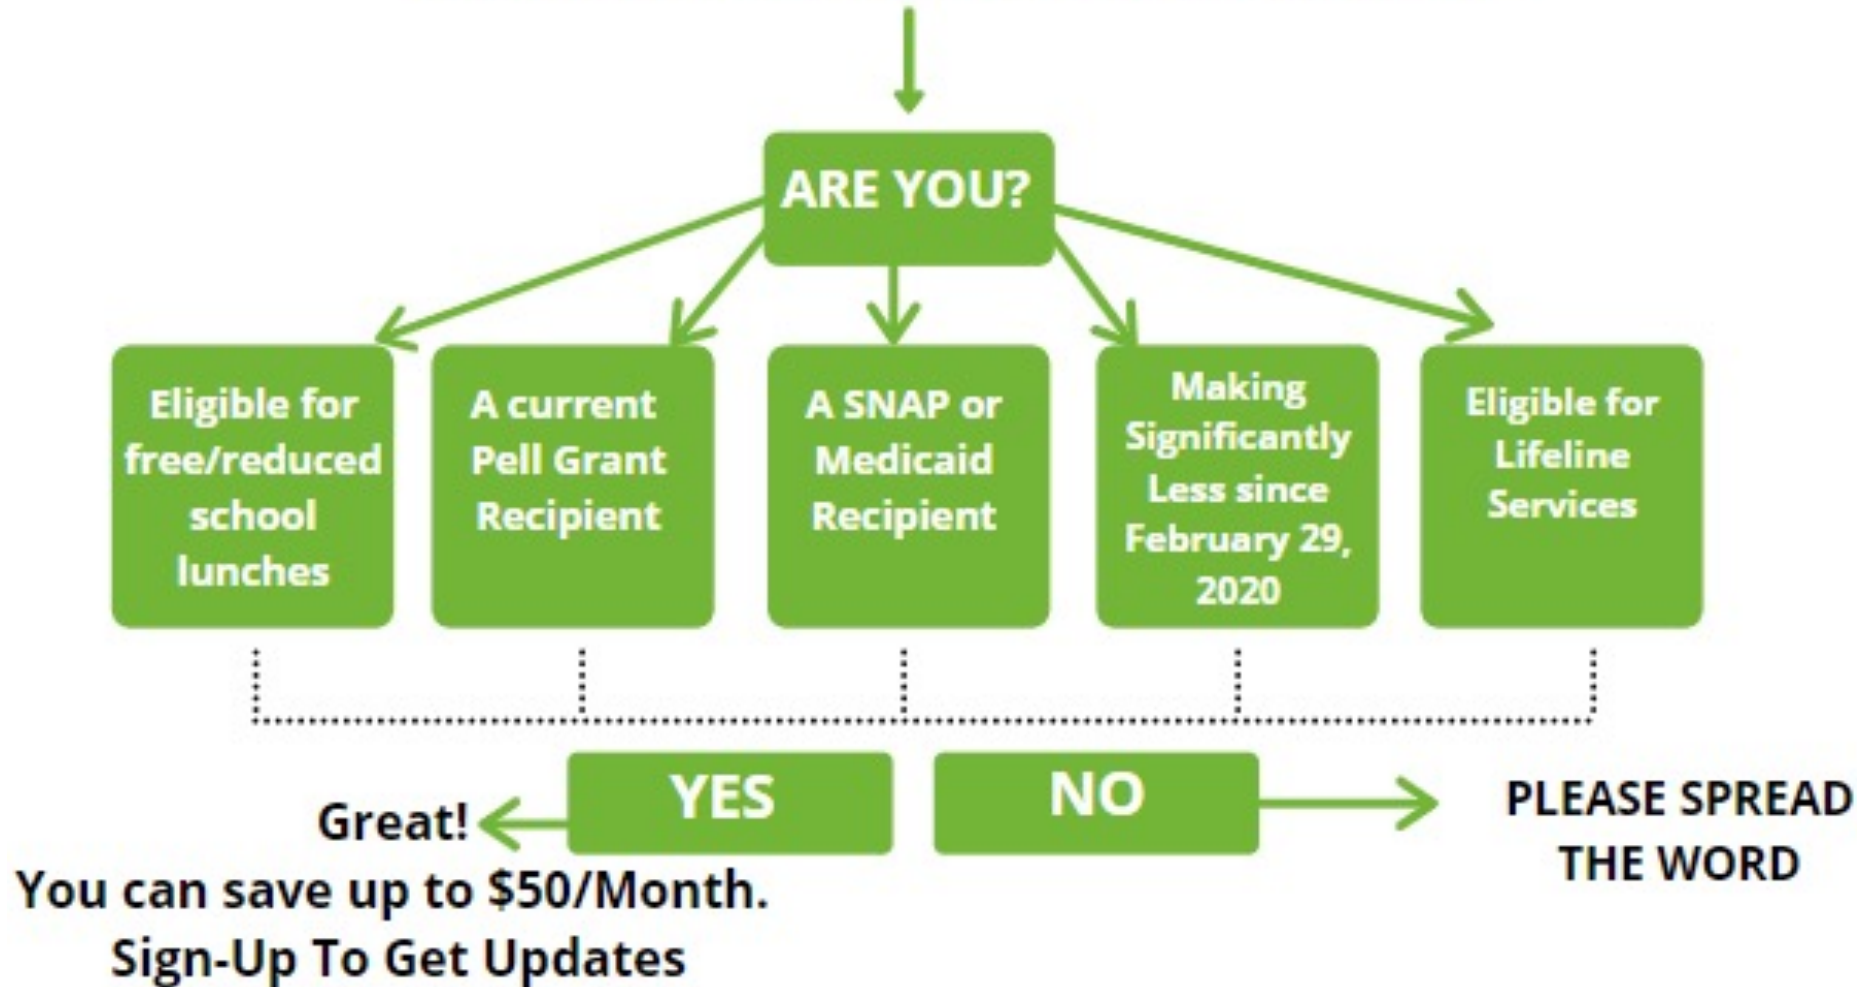 ARE YOU?
Eligible for
free/reduced
school
lunches
A current
Pell Grant
Recipient
A SNAP or
Medicaid
Recipient
Making
Significantly
Less since
February 29,
2020
Eligible for
Lifeline
Services
YES
NO
Great!
You can save up to $50/Month.
Sign-Up To Get Updates
PLEASE SPREAD
THE WORD